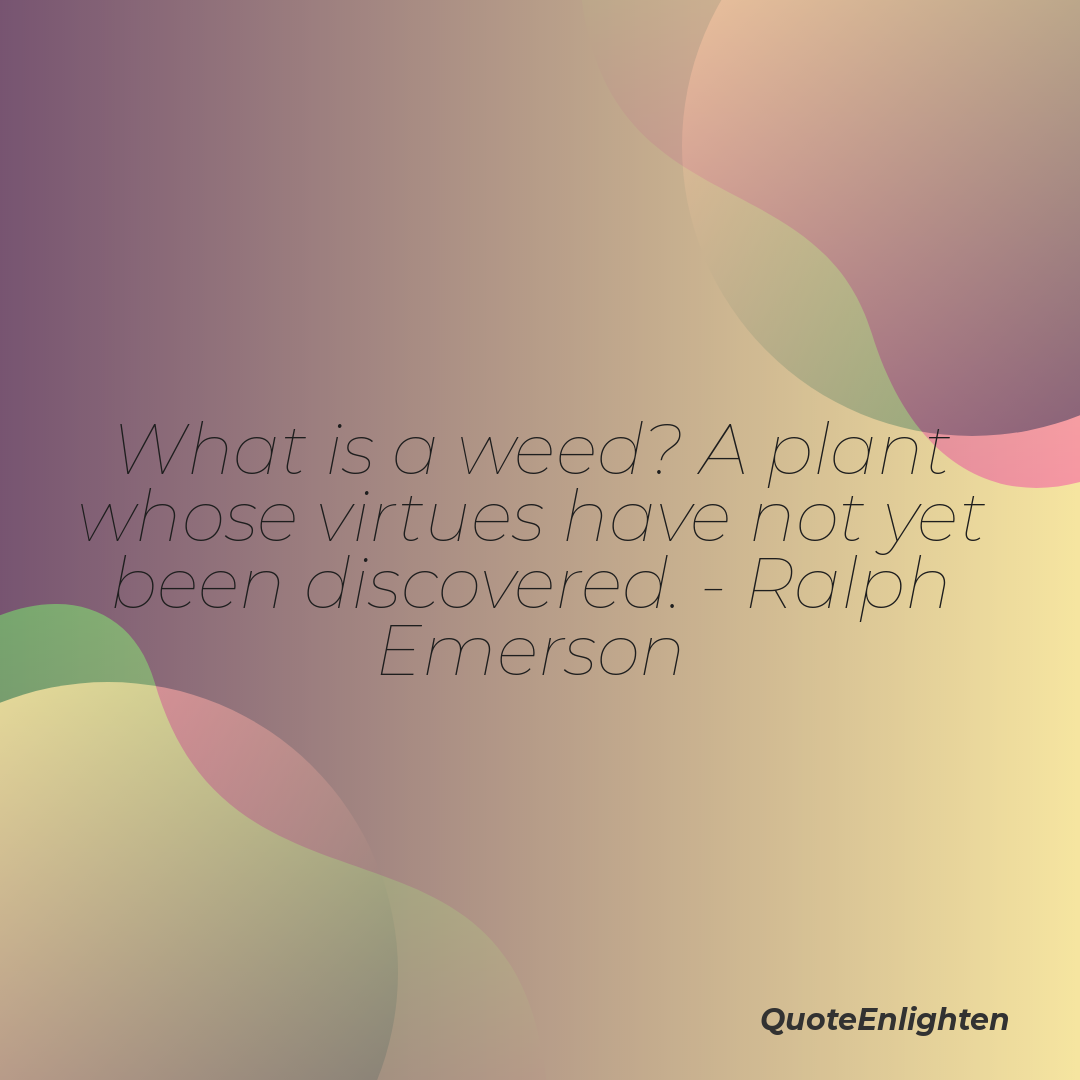 What is a weed? A plant
whose virtues have not yet
been discovered. - Ralph
Emerson
QuoteEnlighten